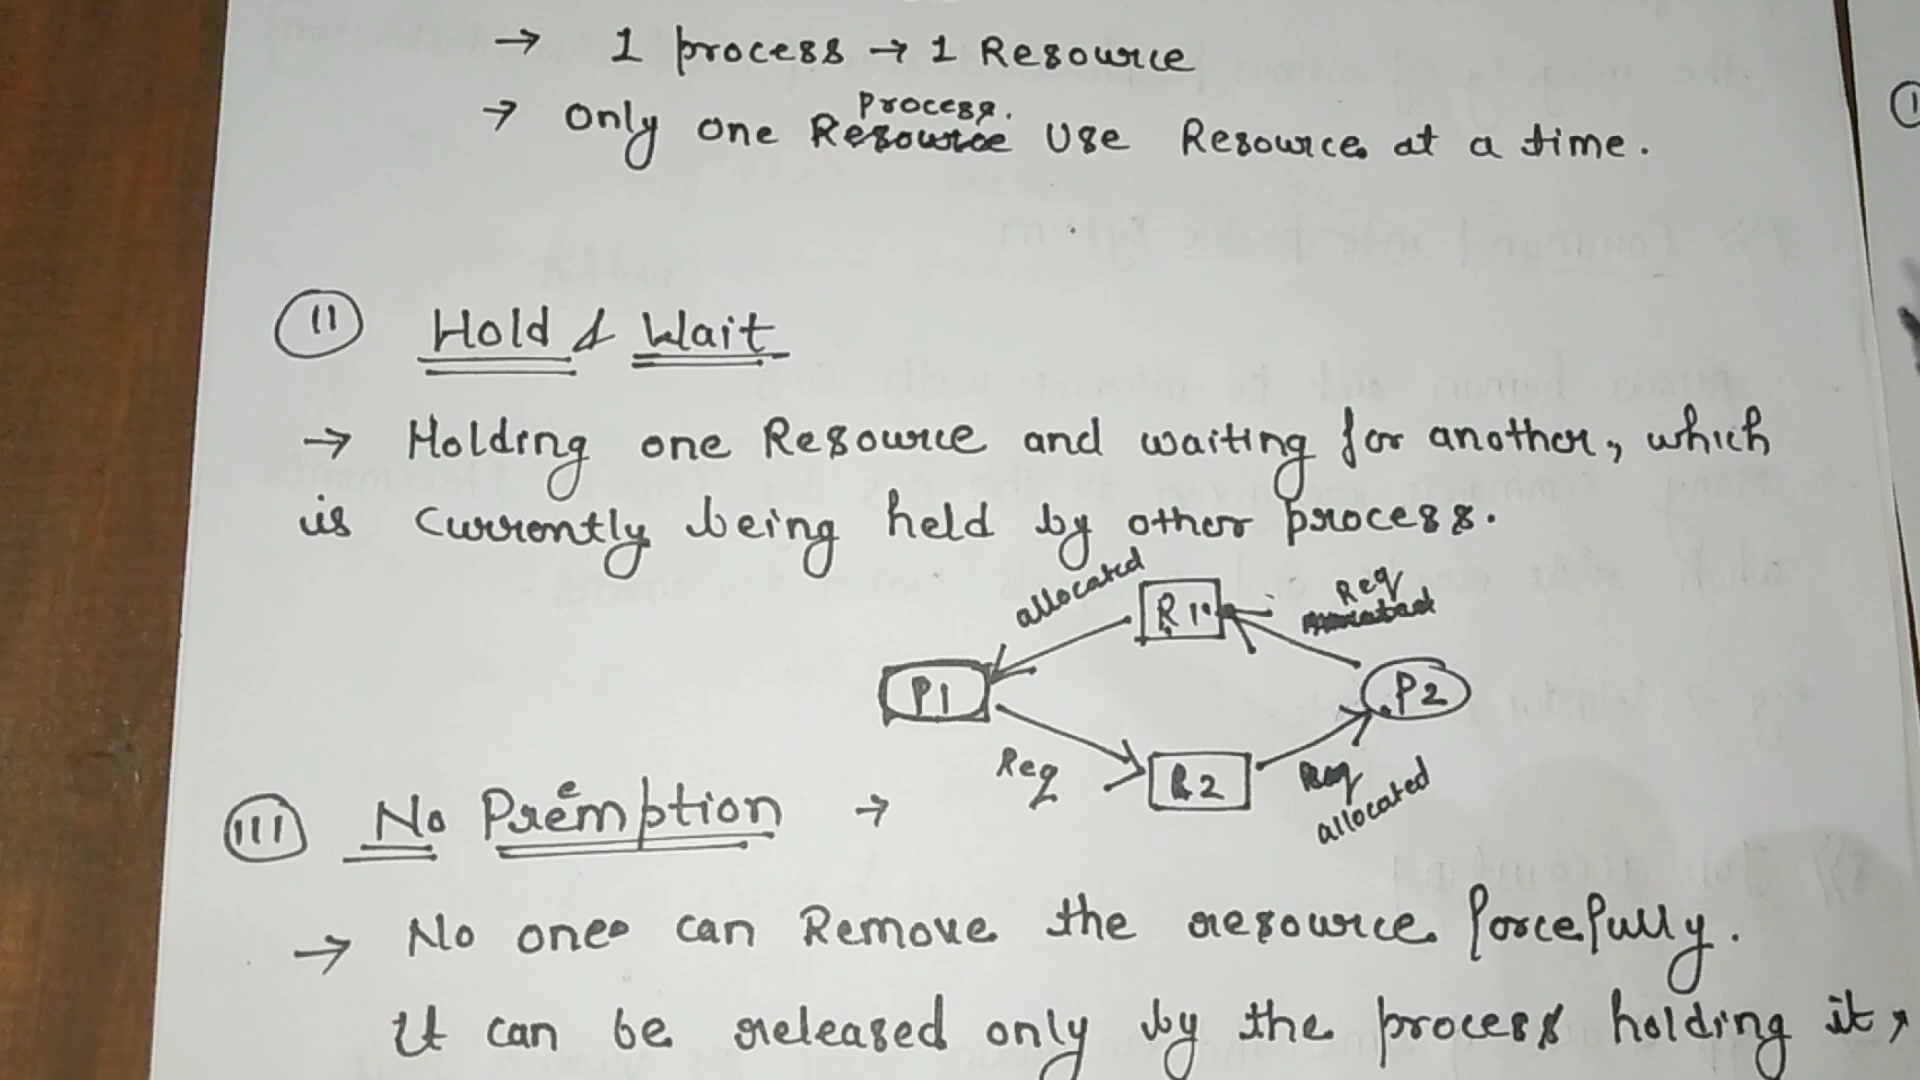 → 1 process → 1 Resource
process.
→ Only one Resource Use Resource at a time.
(II) Hold & Wait
→ Holding one Resource and waiting for another, which
is currently being held by other process.
allocated R1 Req
P1 P2
Req R2 Req
allocated
(III) No Preemption →
→ No one can Remove the resource forcefully.
it can be released only by the process holding it,